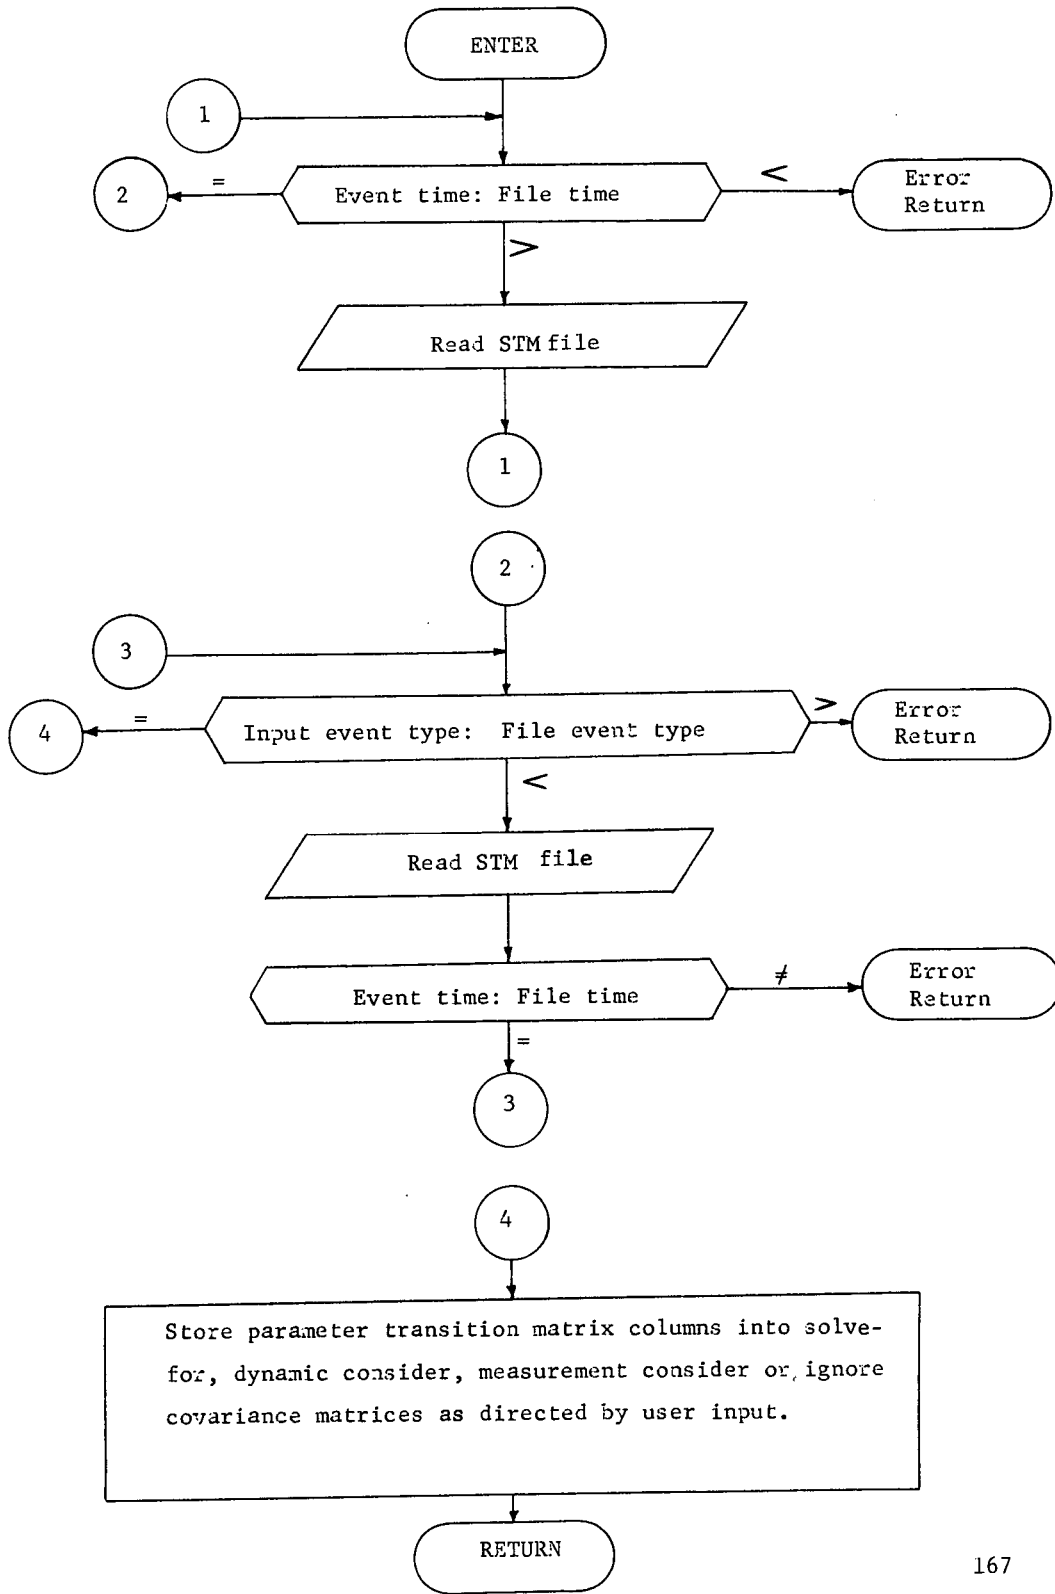 ENTER
1
2
=
Event time: File time
<
Error
Return
>
Read STM file
1
2
3
4
=
Input event type: File event type
>
Error
Return
<
Read STM file
Event time: File time
≠
Error
Return
=
3
4
Store parameter transition matrix columns into solve-
for, dynamic consider, measurement consider or ignore
covariance matrices as directed by user input.
RETURN
167